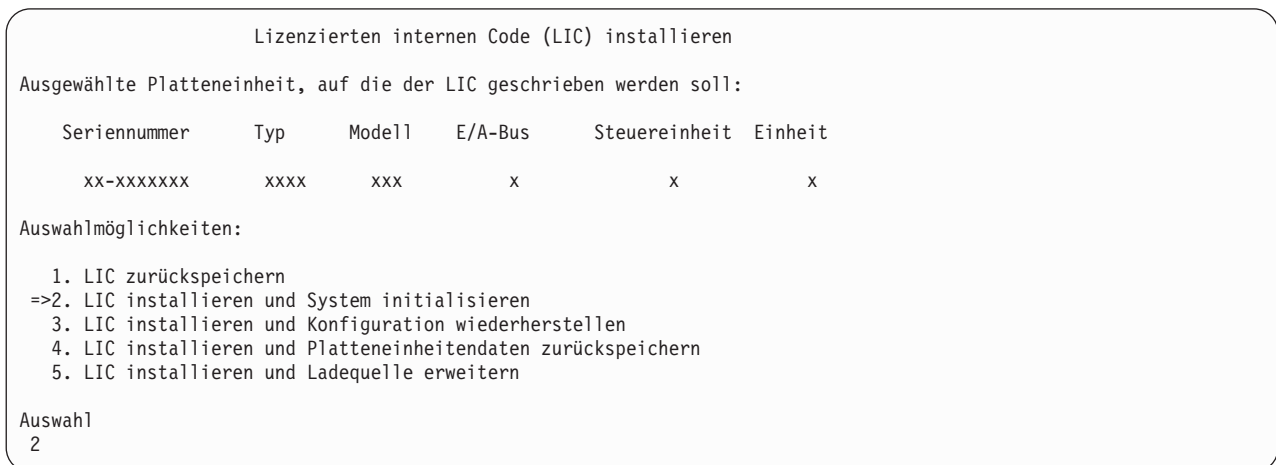 Lizenzierten internen Code (LIC) installieren
Ausgewählte Platteneinheit, auf die der LIC geschrieben werden soll:
Seriennummer Typ Modell E/A-Bus Steuereinheit Einheit
xx-xxxxxxx xxxx xxx x x x
Auswahlmöglichkeiten:
1. LIC zurückspeichern
=>2. LIC installieren und System initialisieren
3. LIC installieren und Konfiguration wiederherstellen
4. LIC installieren und Platteneinheitendaten zurückspeichern
5. LIC installieren und Ladequelle erweitern
Auswahl
2